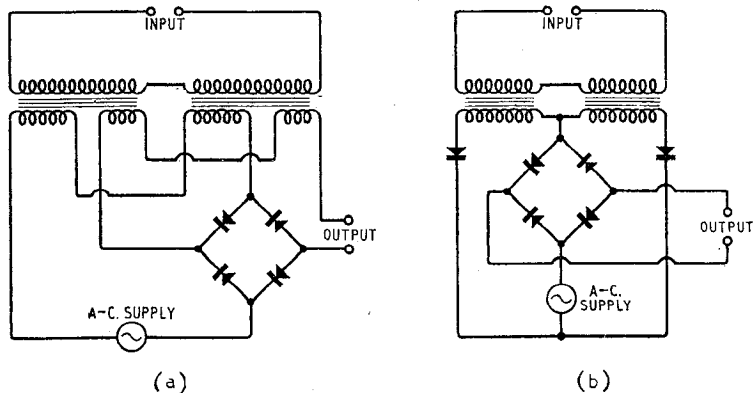 INPUT
OUTPUT
A-C. SUPPLY
(a)
INPUT
OUTPUT
A-C.
SUPPLY
(b)